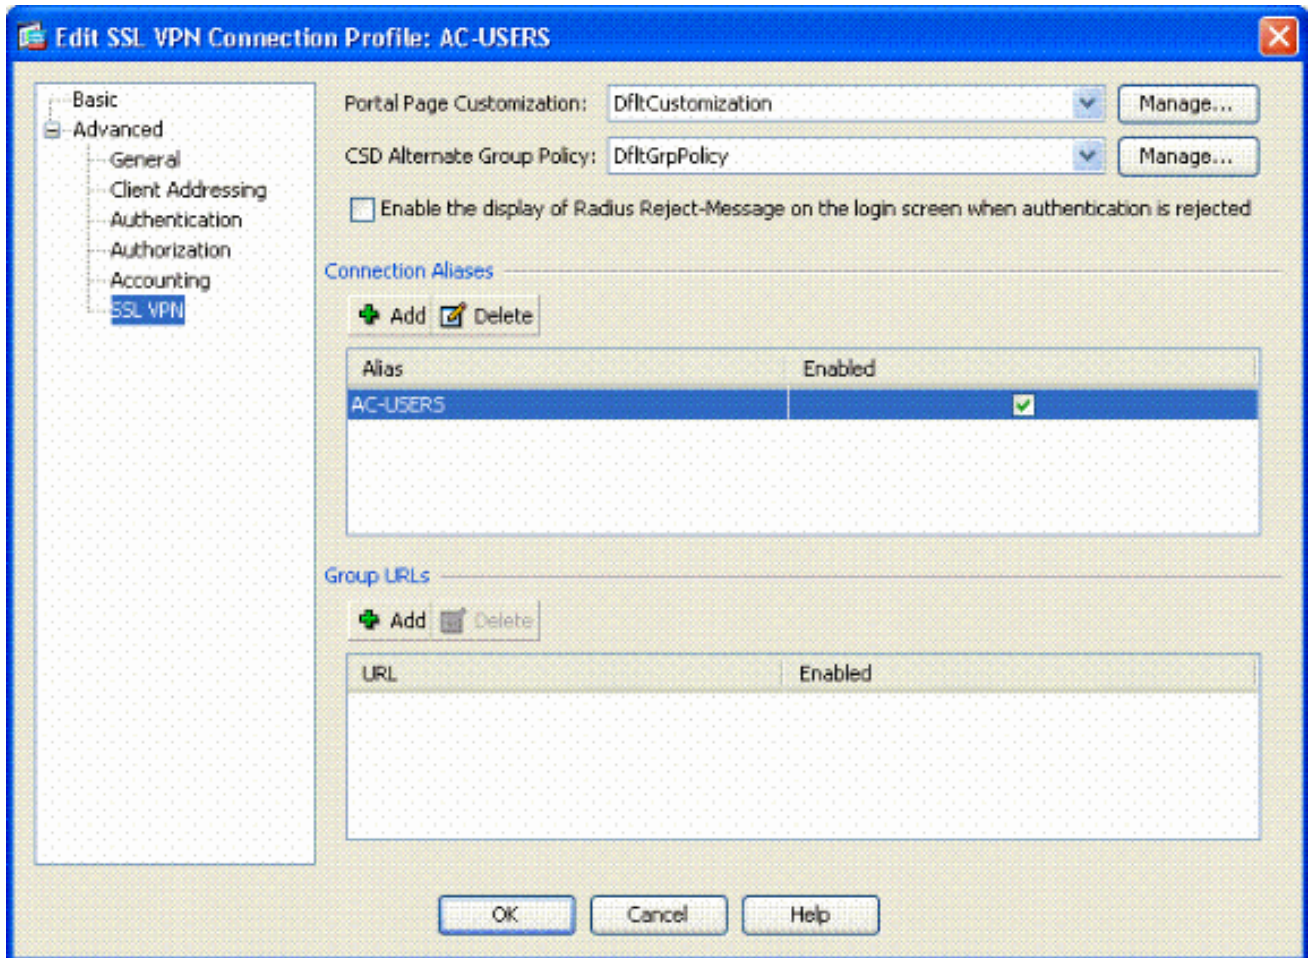 Edit SSL VPN Connection Profile: AC-USERS
Basic
Advanced
General
Client Addressing
Authentication
Authorization
Accounting
SSL VPN
Portal Page Customization: DfltCustomization Manage...
CSD Alternate Group Policy: DfltGrpPolicy Manage...
Enable the display of Radius Reject-Message on the login screen when authentication is rejected
Connection Aliases
Add Delete
Alias Enabled
AC-USERS
Group URLs
Add Delete
URL Enabled
OK Cancel Help